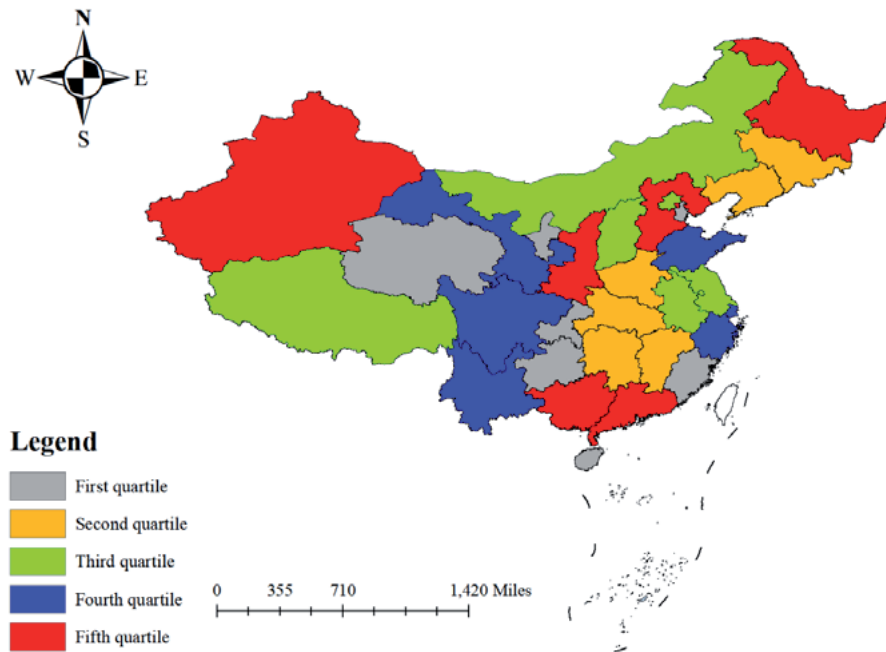 N
W E
S
Legend
First quartile
Second quartile
Third quartile
Fourth quartile
Fifth quartile
0 355 710 1,420 Miles